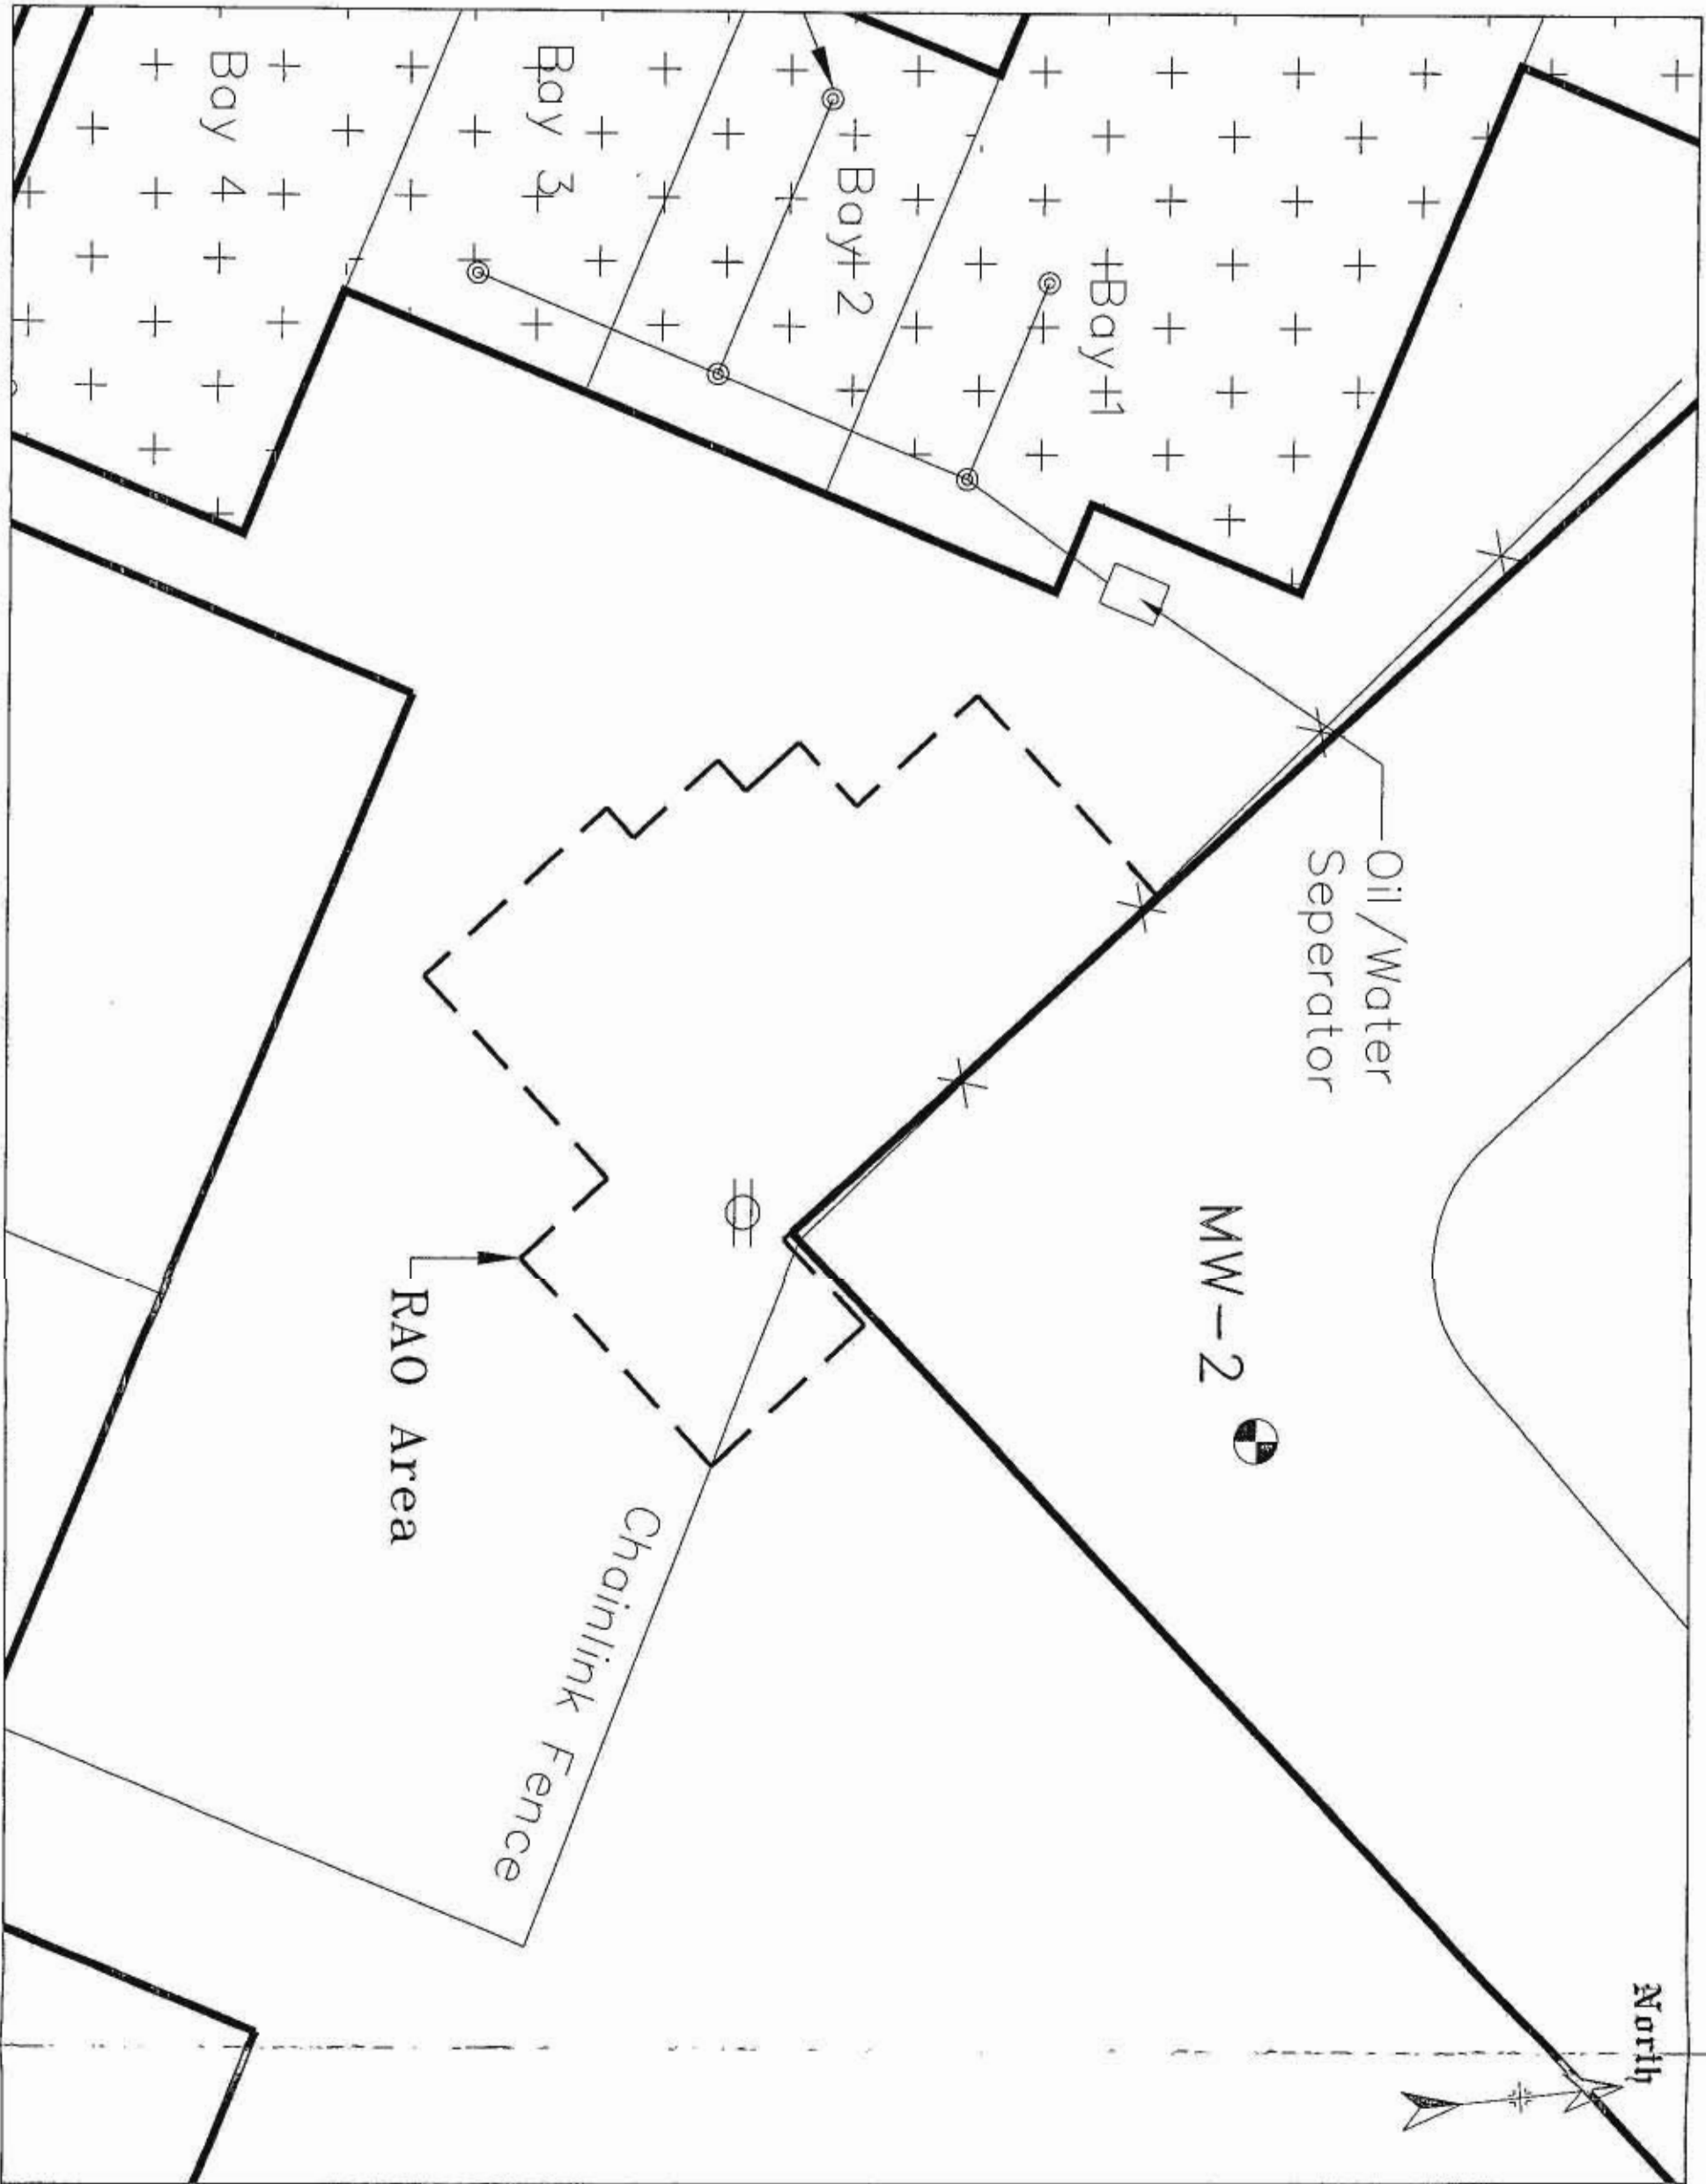 North
Oil/Water
Seperator
MW-2
Bay 1
Bay 2
Bay 3
Bay 4
Chainlink Fence
RAO Area